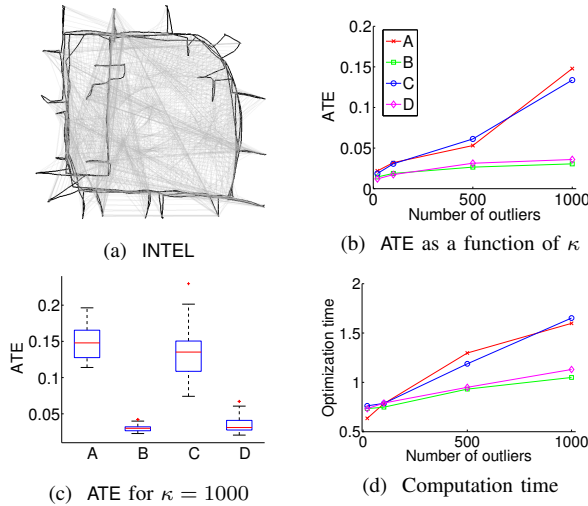 (a) INTEL
ATE
0.2
0.15
0.1
0.05
0
A
B
C
D
0
500
1000
Number of outliers
(b) ATE as a function of κ
ATE
0.2
0.15
0.1
0.05
A B C D
(c) ATE for κ = 1000
Optimization time
2
1.5
1
0.5
0
500
1000
Number of outliers
(d) Computation time